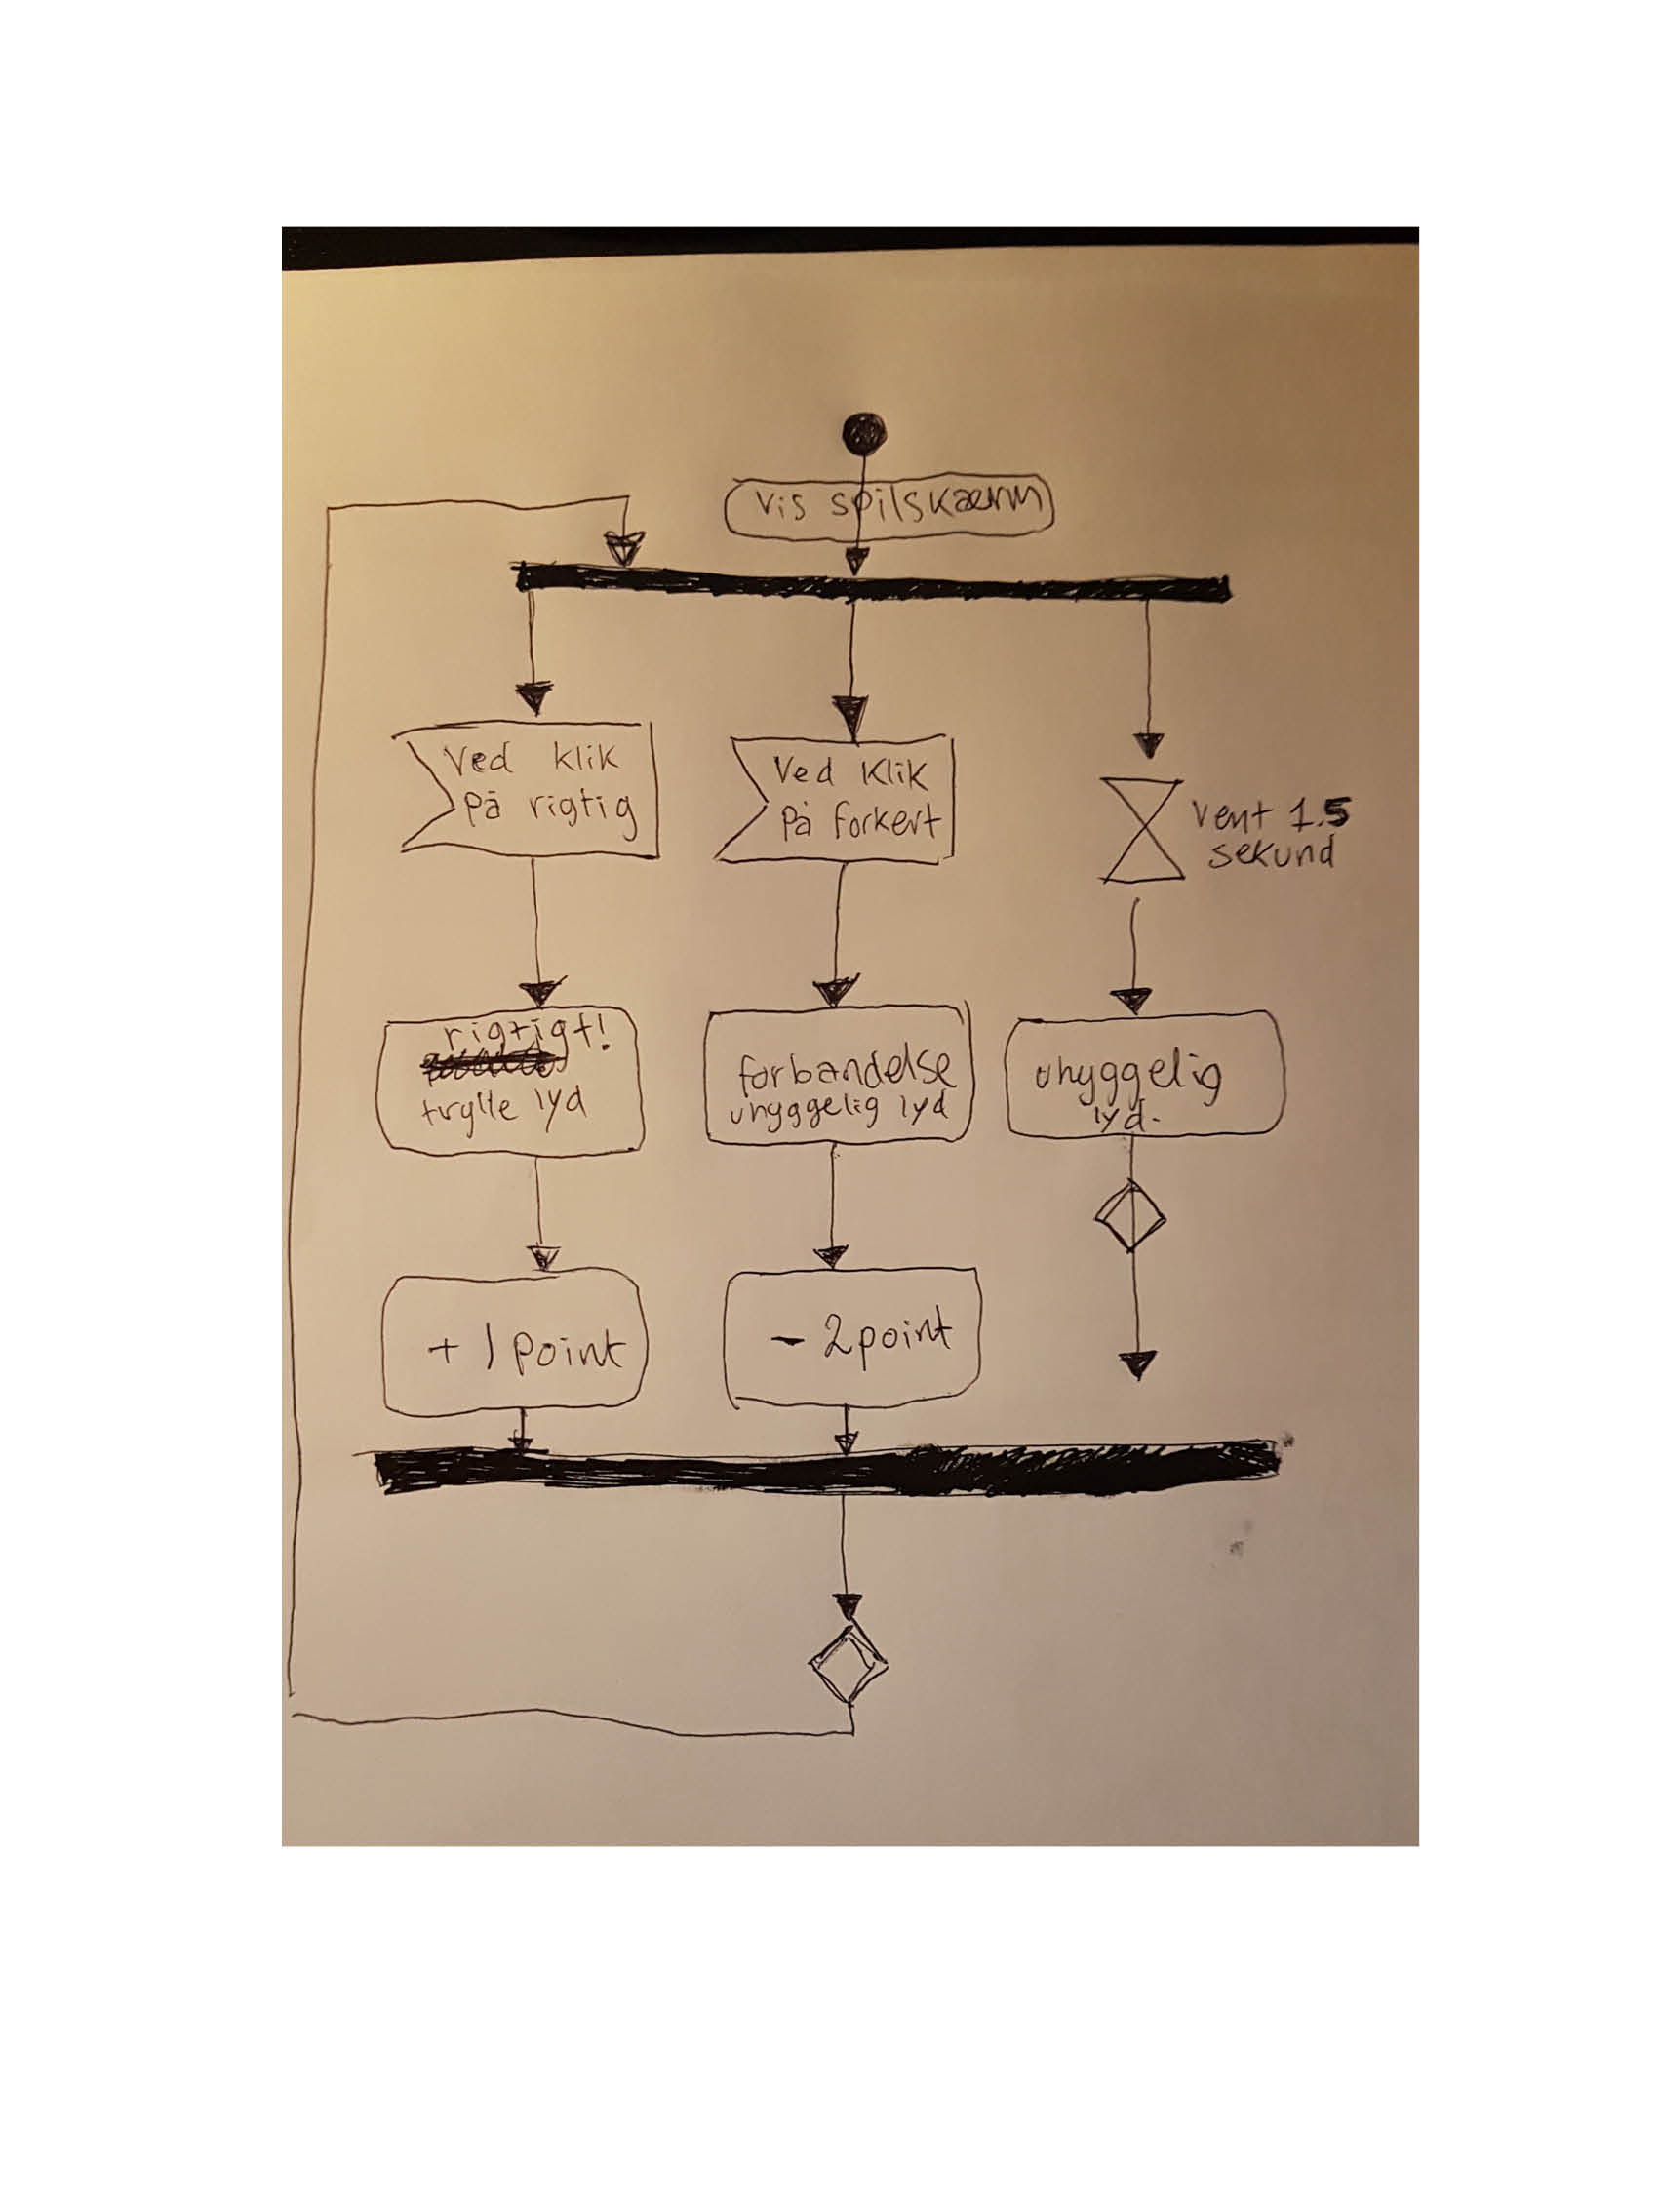 vis spilskærm
Ved klik
på rigtig
Ved klik
på forkert
Vent 1.5
sekund
rigtigt!
trylle lyd
forbandelse
uhyggelig lyd
uhyggelig
lyd.
+ 1 point
- 2 point